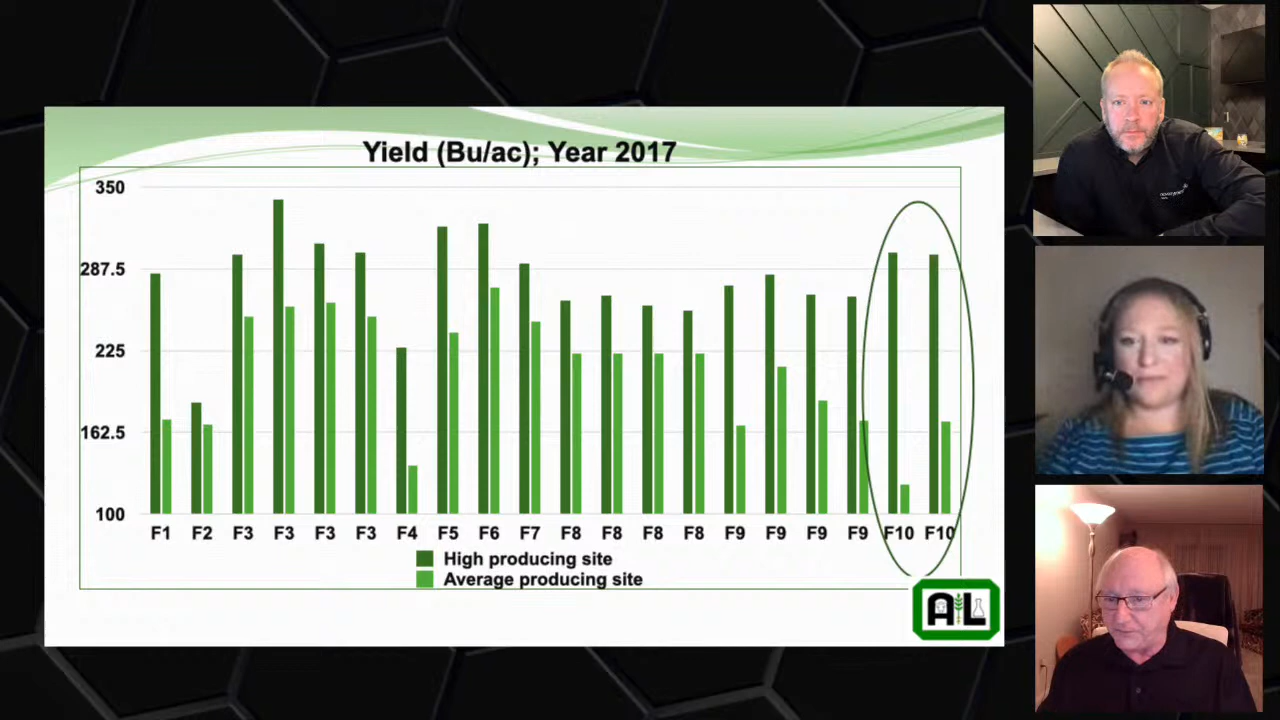 Yield (Bu/ac); Year 2017
350
287.5
225
162.5
100
F1 F2 F3 F3 F3 F3 F4 F5 F6 F7 F8 F8 F8 F8 F9 F9 F9 F9 F10 F10
High producing site
Average producing site
AL